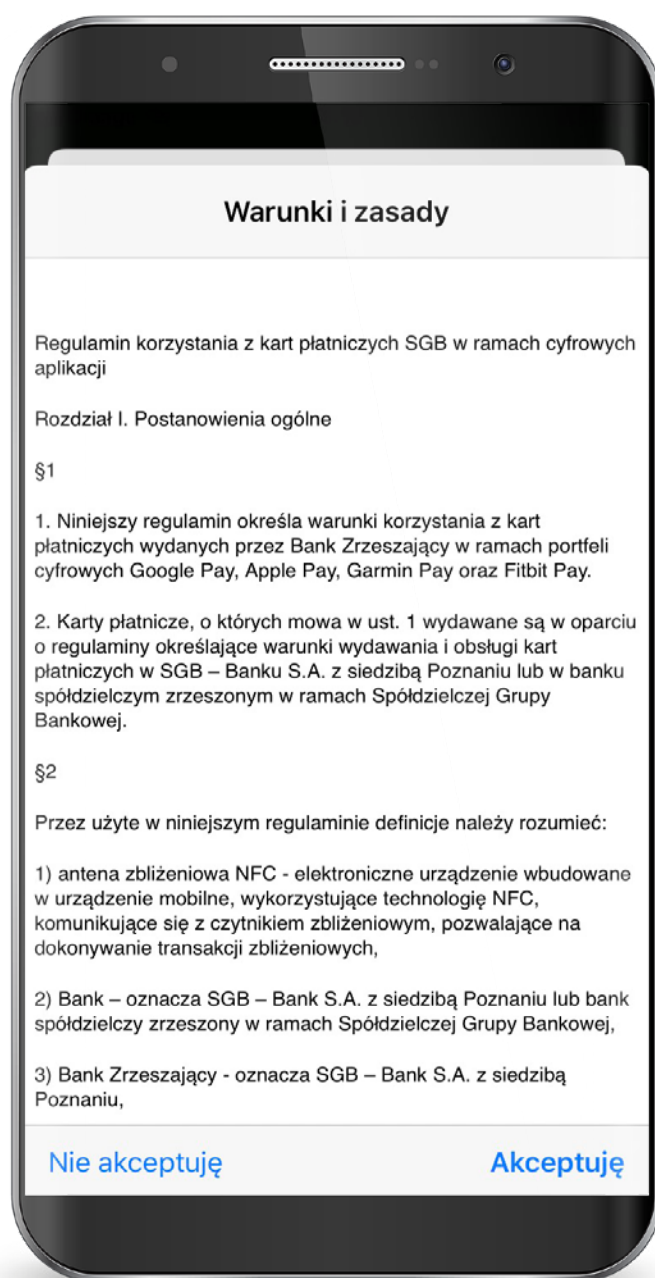 Warunki i zasady
Regulamin korzystania z kart płatniczych SGB w ramach cyfrowych
aplikacji
Rozdział I. Postanowienia ogólne
§1
1. Niniejszy regulamin określa warunki korzystania z kart
płatniczych wydanych przez Bank Zrzeszający w ramach portfeli
cyfrowych Google Pay, Apple Pay, Garmin Pay oraz Fitbit Pay.
2. Karty płatnicze, o których mowa w ust. 1 wydawane są w oparciu
o regulaminy określające warunki wydawania i obsługi kart
płatniczych w SGB – Banku S.A. z siedzibą Poznaniu lub w banku
spółdzielczym zrzeszonym w ramach Spółdzielczej Grupy
Bankowej.
§2
Przez użyte w niniejszym regulaminie definicje należy rozumieć:
1) antena zbliżeniowa NFC - elektroniczne urządzenie wbudowane
w urządzenie mobilne, wykorzystujące technologię NFC,
komunikujące się z czytnikiem zbliżeniowym, pozwalające na
dokonywanie transakcji zbliżeniowych,
2) Bank – oznacza SGB – Bank S.A. z siedzibą Poznaniu lub bank
spółdzielczy zrzeszony w ramach Spółdzielczej Grupy Bankowej,
3) Bank Zrzeszający - oznacza SGB – Bank S.A. z siedzibą
Poznaniu,
Nie akceptuję
Akceptuję